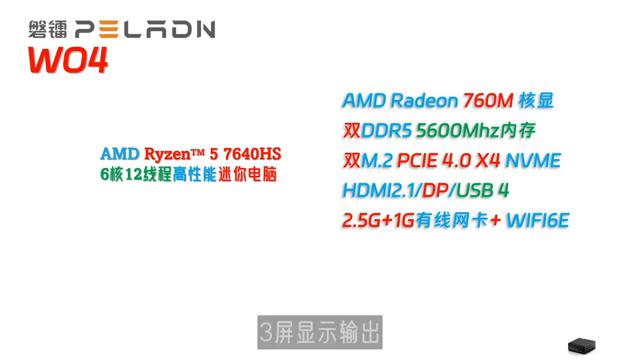 磐镭 PELADN
WO4
AMD Ryzen™ 5 7640HS
6核12线程高性能迷你电脑
AMD Radeon 760M 核显
双DDR5 5600Mhz内存
双M.2 PCIE 4.0 X4 NVME
HDMI2.1/DP/USB 4
2.5G+1G有线网卡+ WIFI6E
3屏显示输出